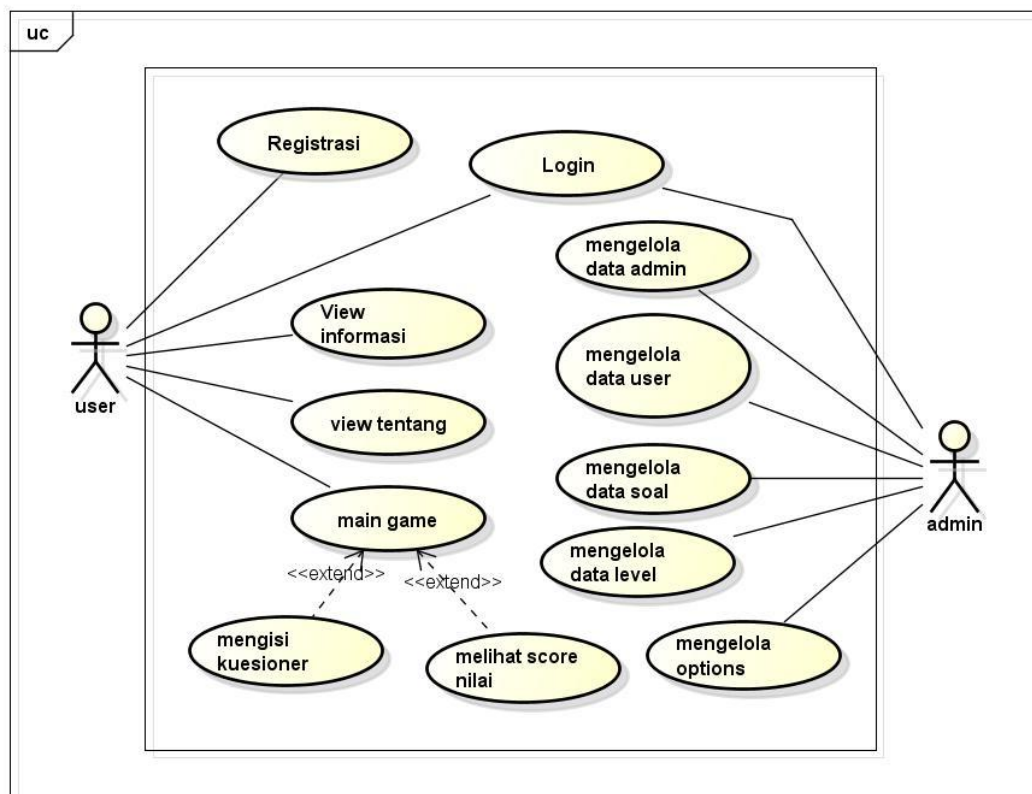 uc
Registrasi
Login
mengelola
data admin
View
informasi
mengelola
data user
user
view tentang
mengelola
data soal
main game
admin
mengelola
data level
<<extend>>
<<extend>>
mengisi
kuesioner
melihat score
nilai
mengelola
options